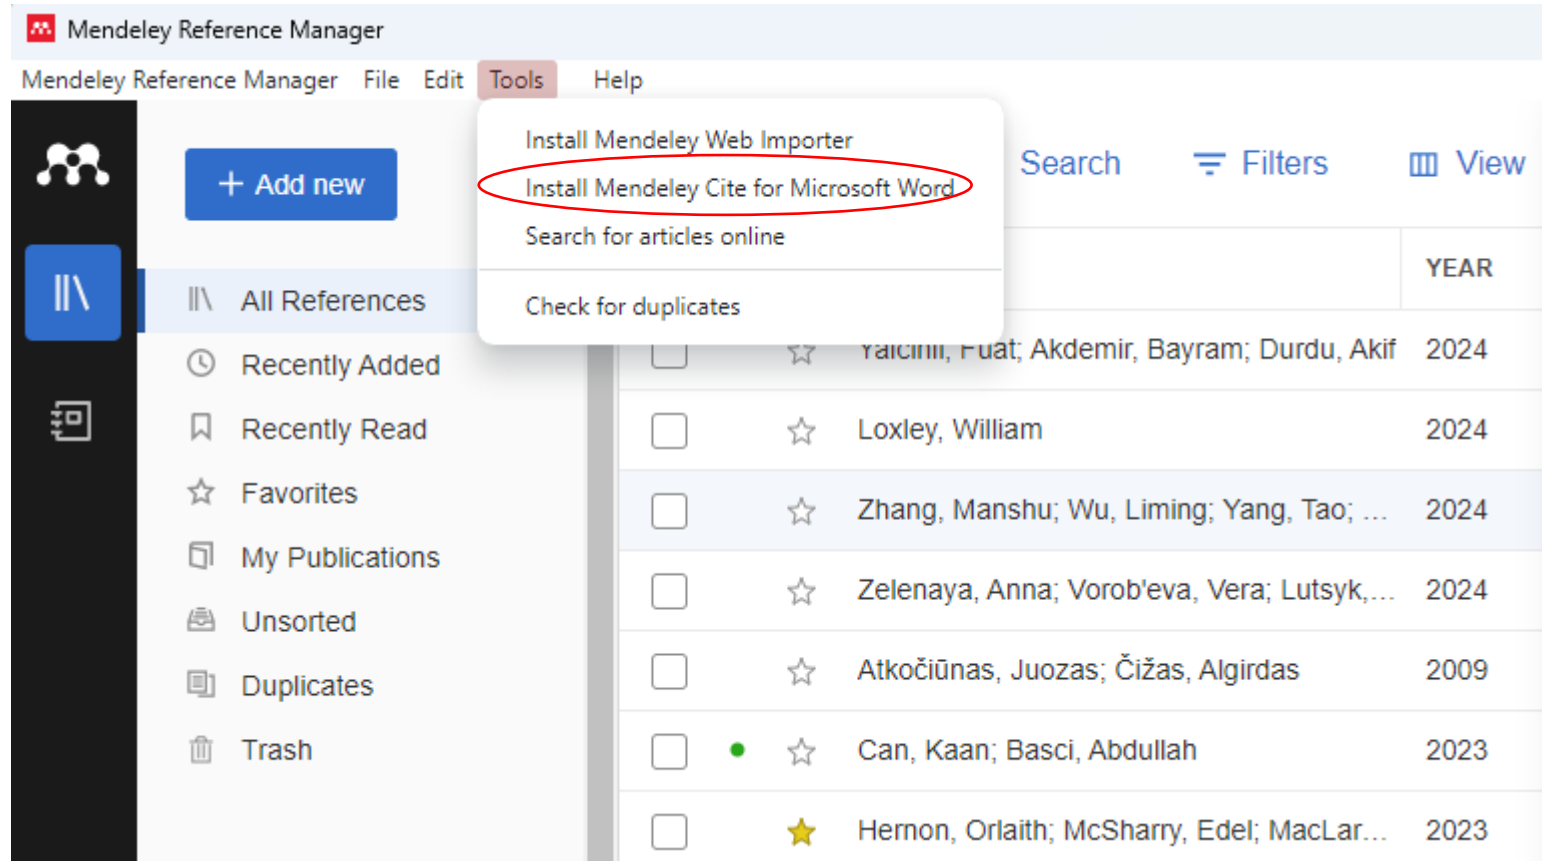 Mendeley Reference Manager
Mendeley Reference Manager File Edit Tools Help
Install Mendeley Web Importer
Install Mendeley Cite for Microsoft Word
Search for articles online
Check for duplicates
+ Add new
Search Filters View
All References
Recently Added
Recently Read
Favorites
My Publications
Unsorted
Duplicates
Trash
YEAR
Fuat; Akdemir, Bayram; Durdu, Akif 2024
Loxley, William 2024
Zhang, Manshu; Wu, Liming; Yang, Tao; ... 2024
Zelenaya, Anna; Vorob'eva, Vera; Lutsyk,... 2024
Atkočiūnas, Juozas; Čižas, Algirdas 2009
Can, Kaan; Basci, Abdullah 2023
Hernon, Orlaith; McSharry, Edel; MacLar... 2023